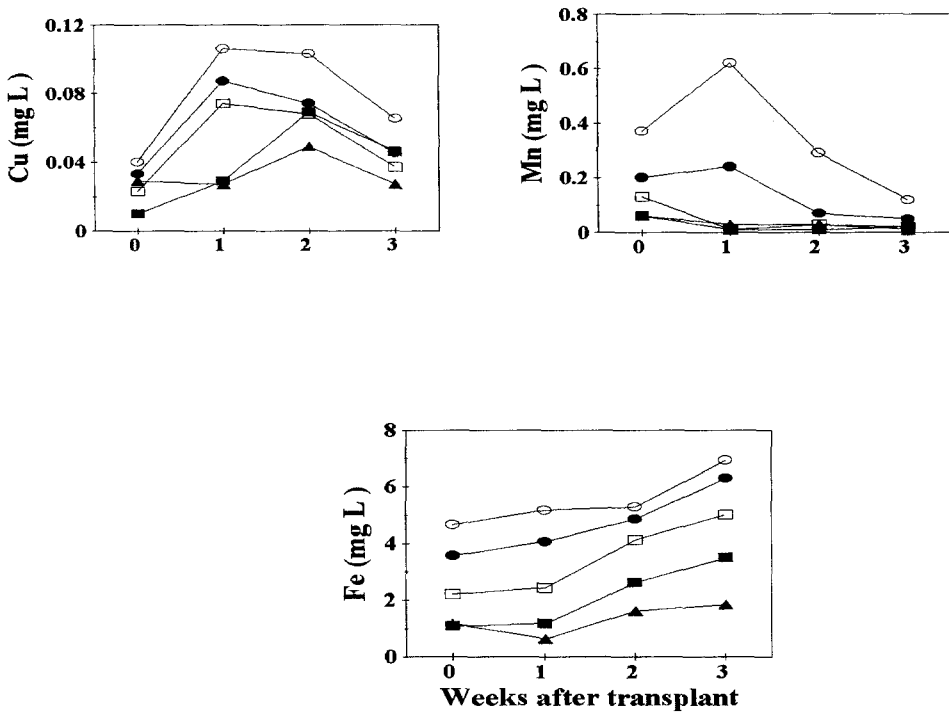 Cu (mg L )
0.12
0.08
0.04
0
0 1 2 3
Mn (mg L )
0.8
0.6
0.4
0.2
0
0 1 2 3
Fe (mg L )
8
6
4
2
0
0 1 2 3
Weeks after transplant